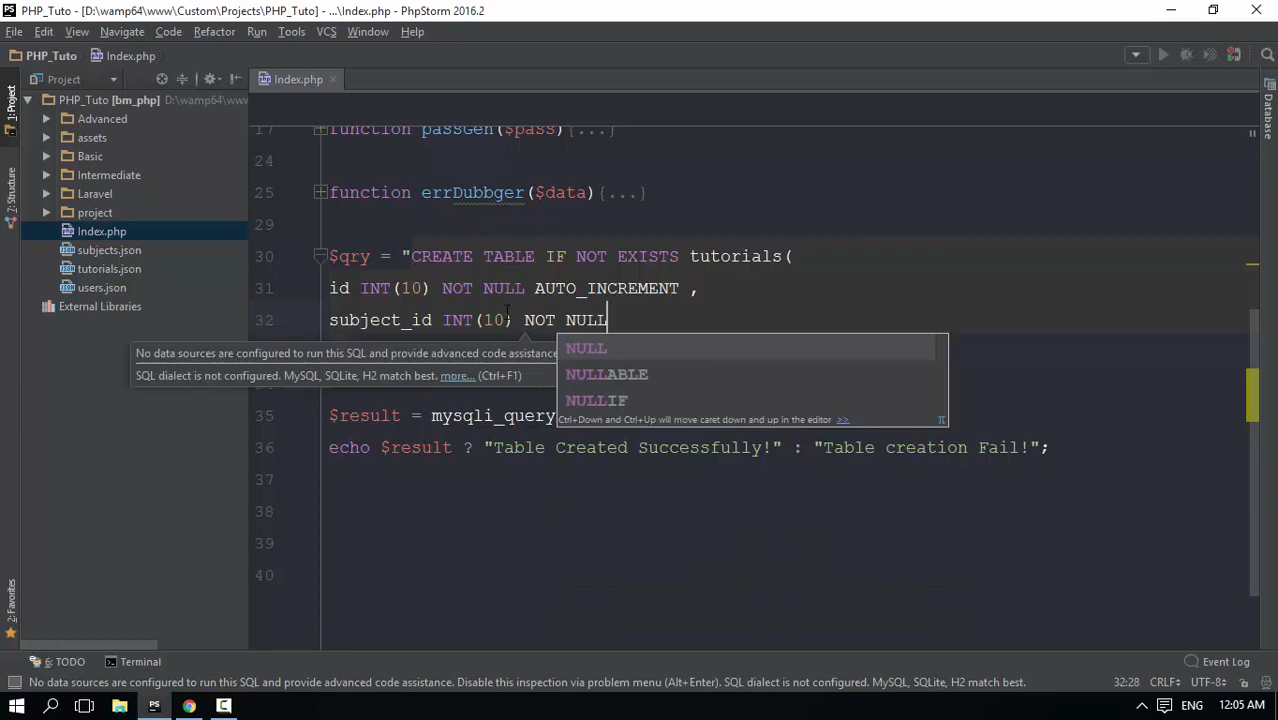 PHP_Tuto [bm_php] - [D:\wamp64\www\Custom\Projects\PHP_Tuto] - ...\Index.php - PhpStorm 2016.2
File Edit View Navigate Code Refactor Run Tools VCS Window Help
PHP_Tuto Index.php
Project
Index.php
1: Project
7: Structure
2: Favorites
Database
PHP_Tuto [bm_php] D:\wamp64\www
Advanced
assets
Basic
Intermediate
Laravel
project
Index.php
subjects.json
tutorials.json
users.json
External Libraries
17 function passGen($pass){...}
24
25 function errDubbger($data){...}
29
30 $qry = "CREATE TABLE IF NOT EXISTS tutorials(
31 id INT(10) NOT NULL AUTO_INCREMENT ,
32 subject_id INT(10) NOT NULL
No data sources are configured to run this SQL and provide advanced code assistance
SQL dialect is not configured. MySQL, SQLite, H2 match best. more... (Ctrl+F1)
NULL
NULLABLE
NULLIF
Ctrl+Down and Ctrl+Up will move caret down and up in the editor >> π
35 $result = mysqli_query
36 echo $result ? "Table Created Successfully!" : "Table creation Fail!";
37
38
39
40
6: TODO Terminal Event Log
No data sources are configured to run this SQL and provide advanced code assistance. Disable this inspection via problem menu (Alt+Enter). SQL dialect is not configured. MySQL, SQLite, H2 match best. 32:28 CRLF÷ UTF-8÷
ENG 12:05 AM